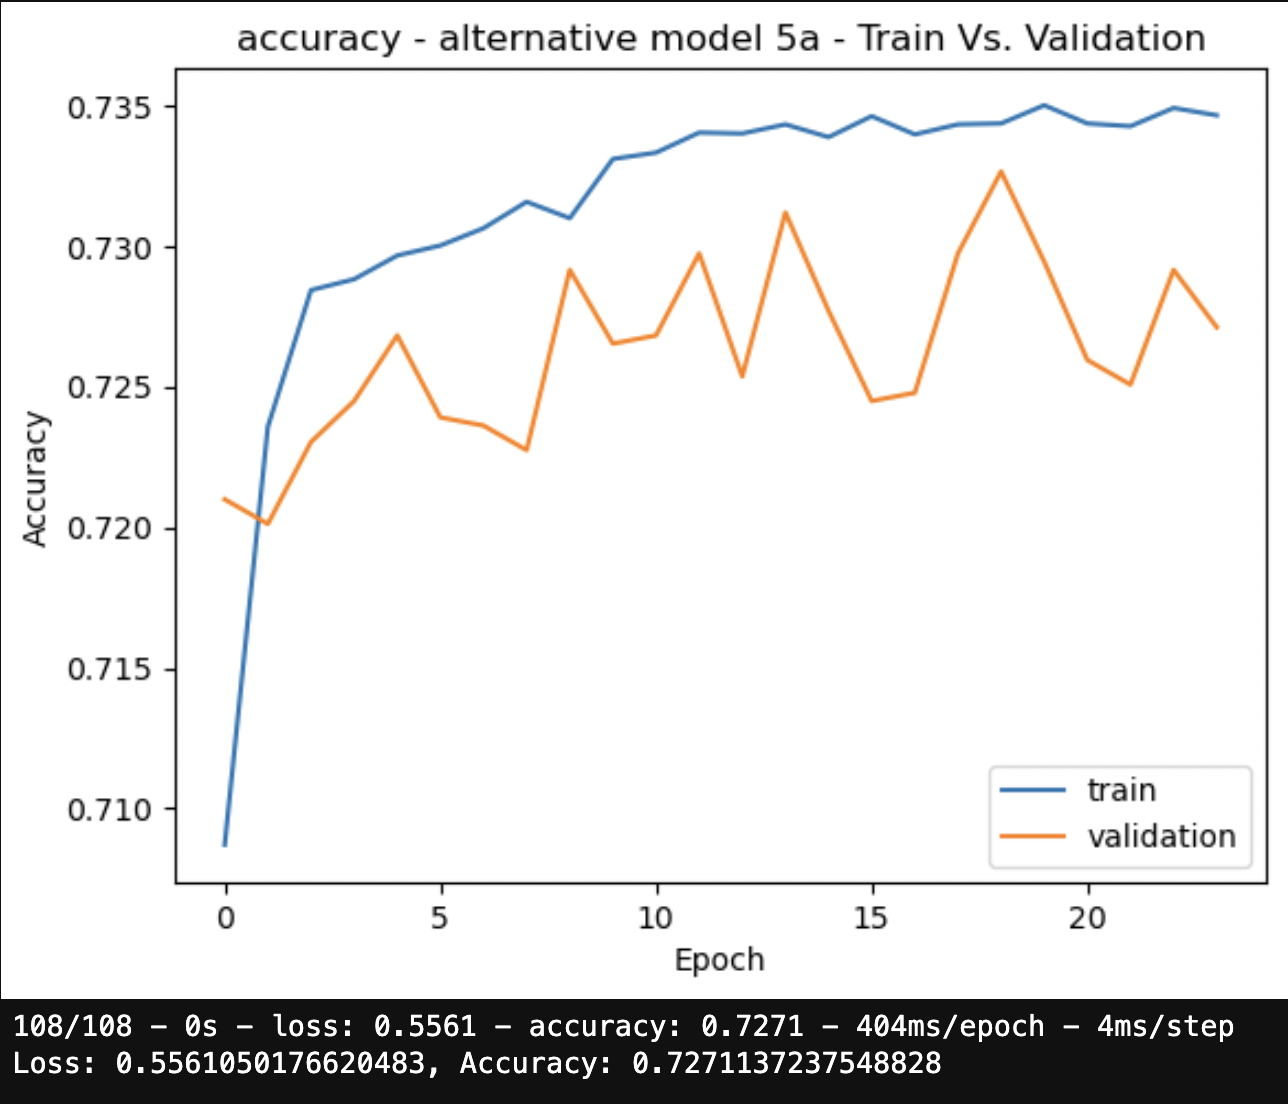 accuracy - alternative model 5a - Train Vs. Validation
0.735
0.730
0.725
0.720
0.715
0.710
Accuracy
0 5 10 15 20
Epoch
train
validation
108/108 - 0s - loss: 0.5561 - accuracy: 0.7271 - 404ms/epoch - 4ms/step
Loss: 0.5561050176620483, Accuracy: 0.7271137237548828